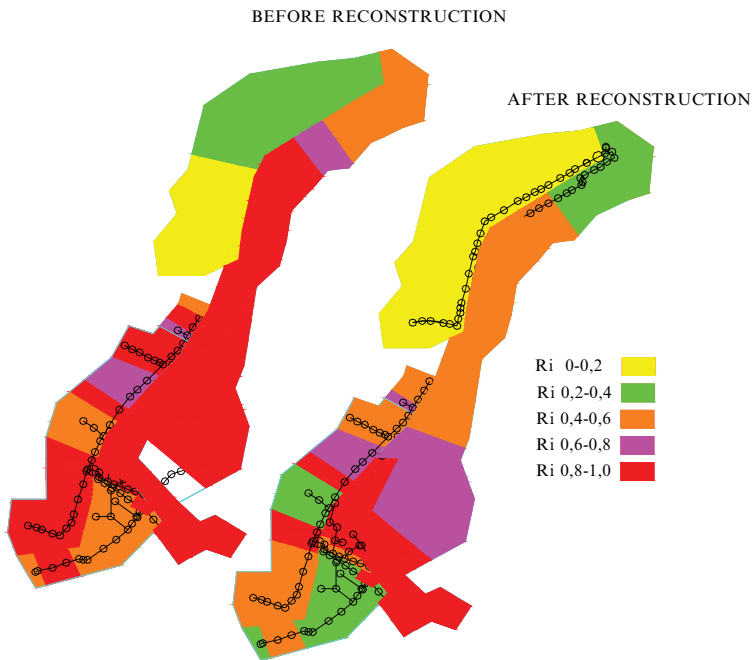 BEFORE RECONSTRUCTION
AFTER RECONSTRUCTION
Ri 0-0,2
Ri 0,2-0,4
Ri 0,4-0,6
Ri 0,6-0,8
Ri 0,8-1,0